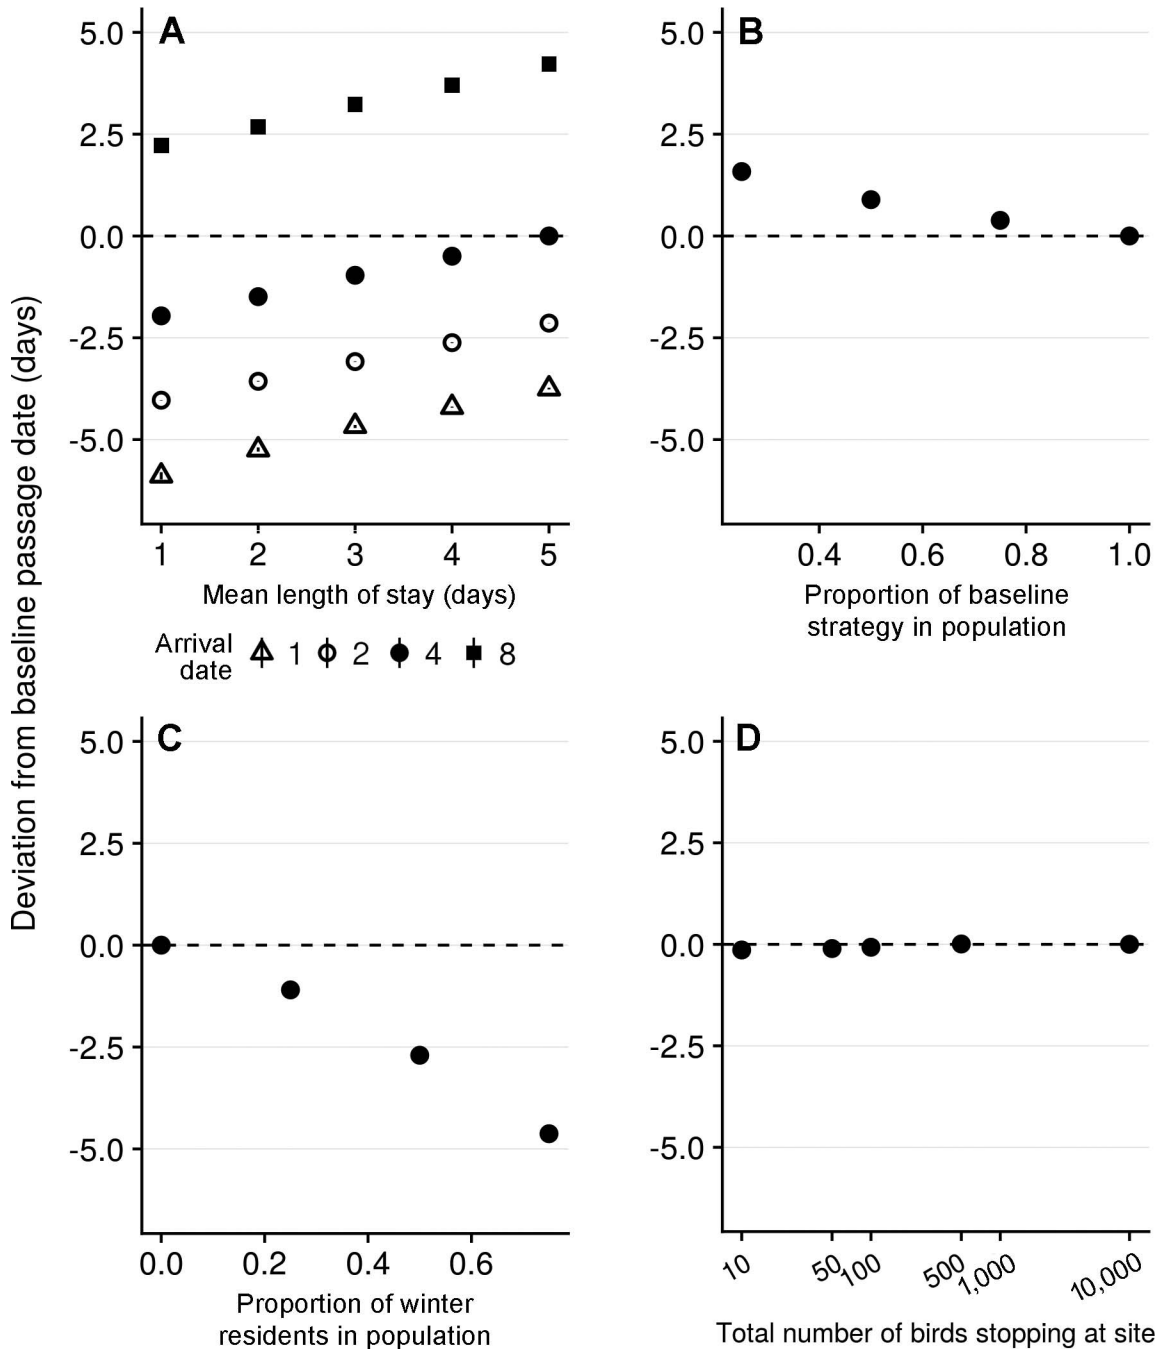 Deviation from baseline passage date (days)
A
5.0
2.5
0.0
-2.5
-5.0
1 2 3 4 5
Mean length of stay (days)
Arrival
date
1 2 4 8
B
5.0
2.5
0.0
-2.5
-5.0
0.4 0.6 0.8 1.0
Proportion of baseline
strategy in population
C
5.0
2.5
0.0
-2.5
-5.0
0.0 0.2 0.4 0.6
Proportion of winter
residents in population
D
5.0
2.5
0.0
-2.5
-5.0
10 50 100 500 1,000 10,000
Total number of birds stopping at site